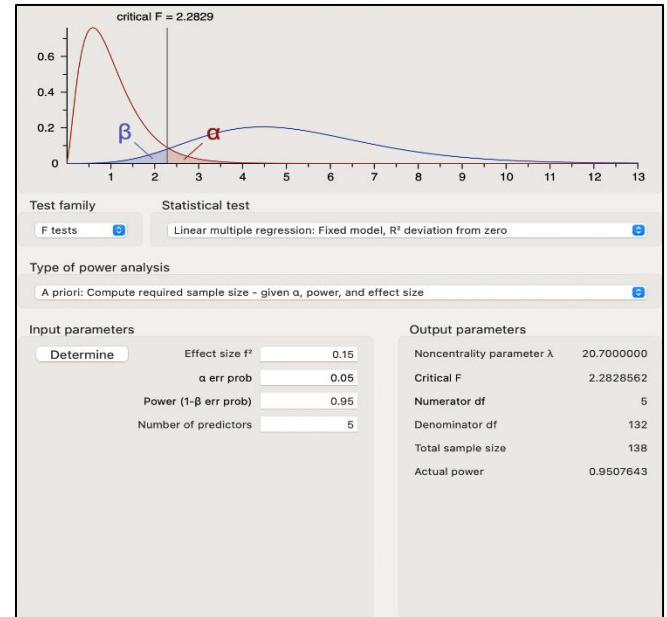 critical F = 2.2829
0.6
0.4
0.2
0
β
α
1 2 3 4 5 6 7 8 9 10 11 12 13
Test family Statistical test
F tests Linear multiple regression: Fixed model, R² deviation from zero
Type of power analysis
A priori: Compute required sample size - given α, power, and effect size
Input parameters Output parameters
Determine Effect size f² 0.15 Noncentrality parameter λ 20.7000000
α err prob 0.05 Critical F 2.2828562
Power (1-β err prob) 0.95 Numerator df 5
Number of predictors 5 Denominator df 132
Total sample size 138
Actual power 0.9507643